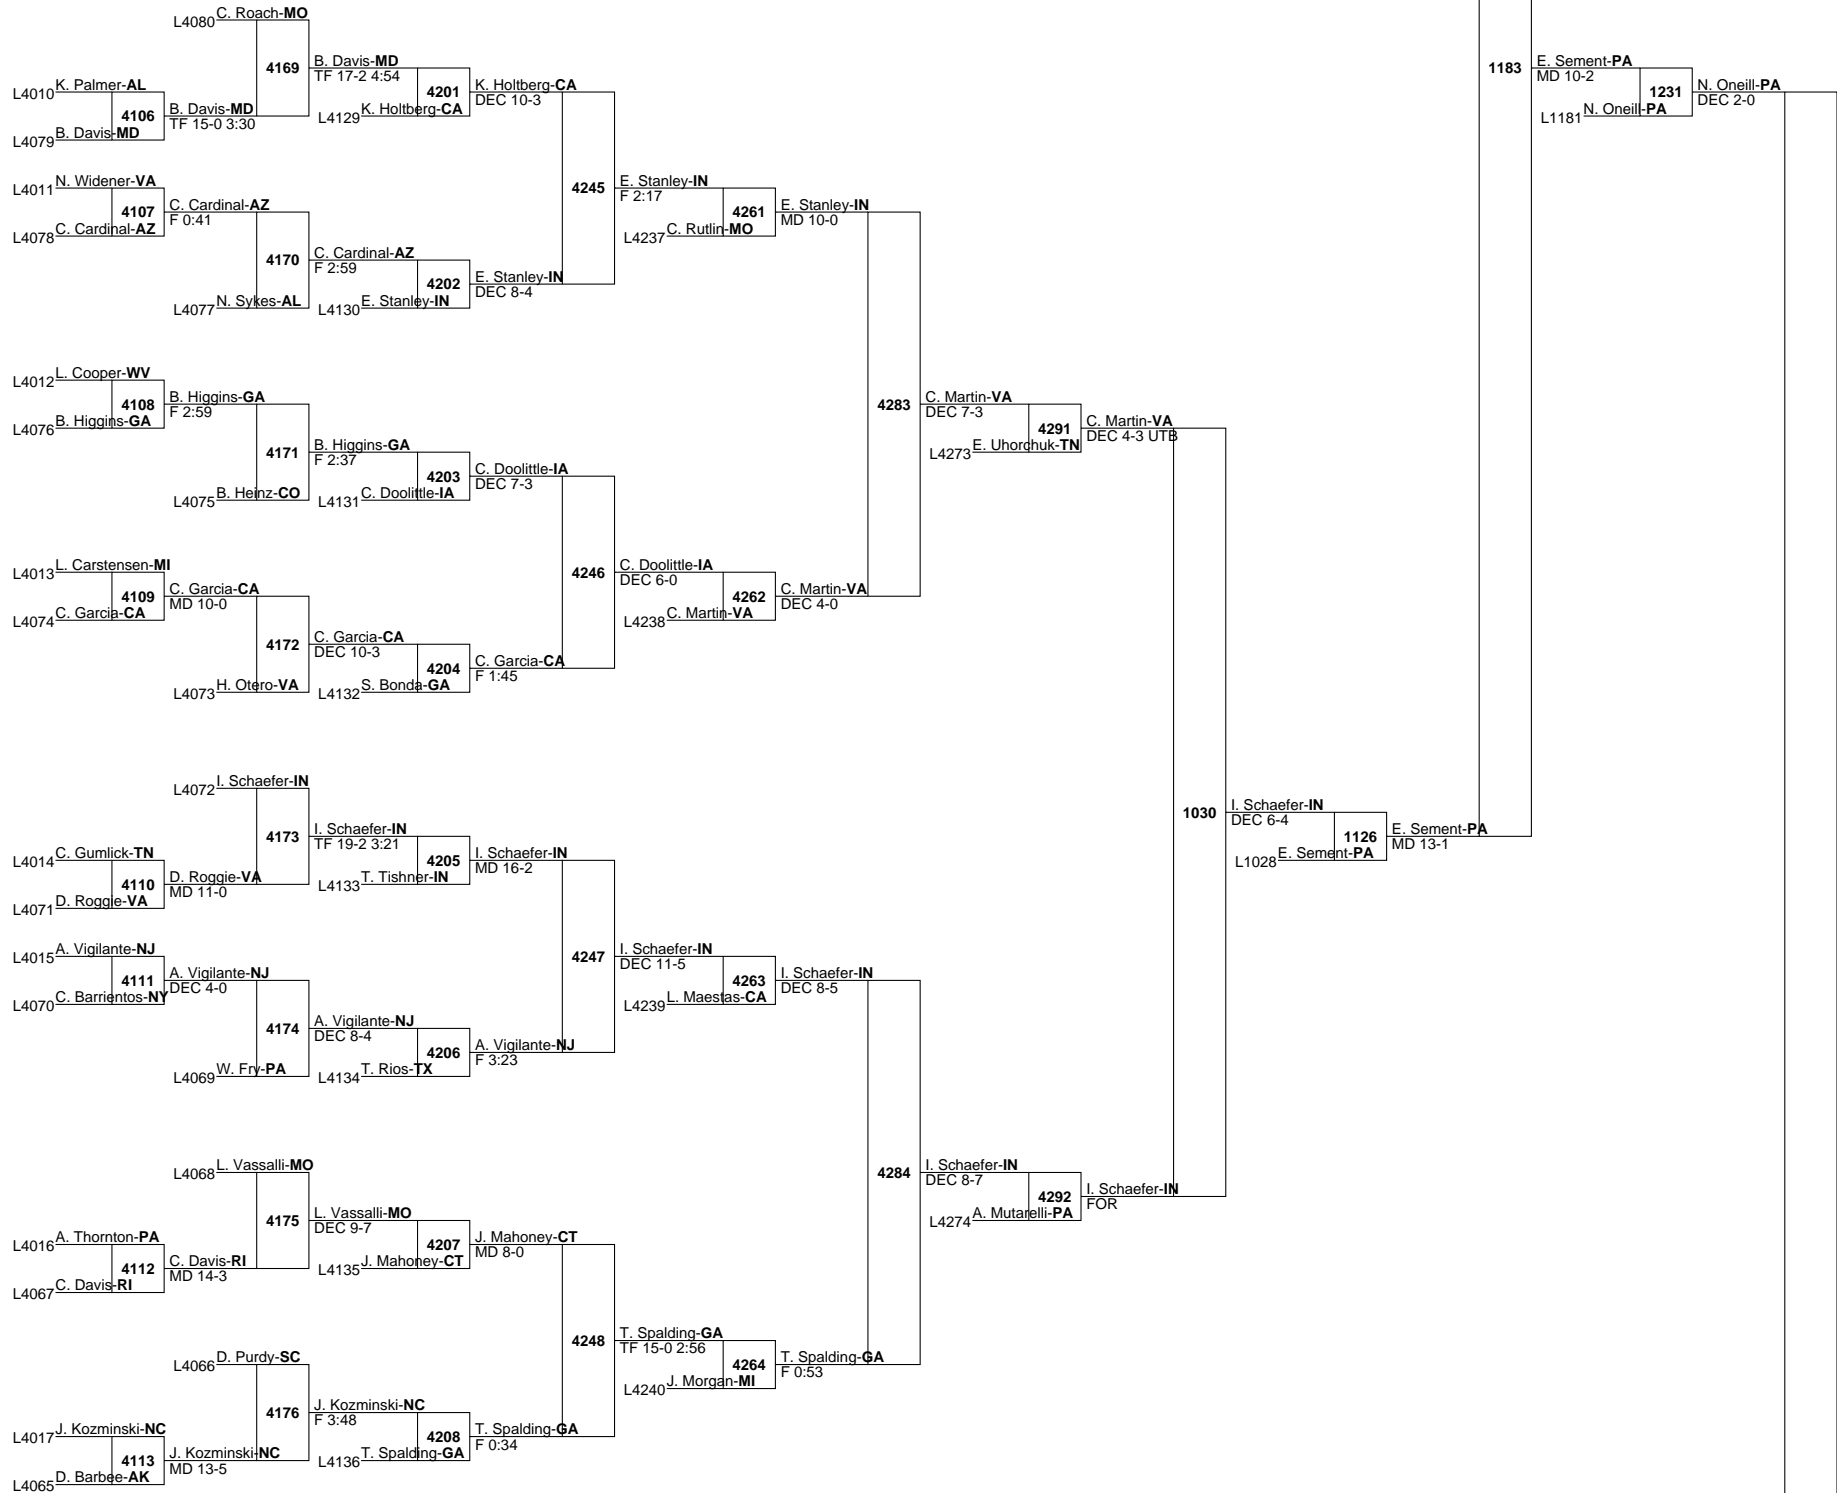 C. Roach-MO
L4080
4169
B. Davis-MD
TF 17-2 4:54
K. Palmer-AL
L4010
4106
B. Davis-MD
TF 15-0 3:30
B. Davis-MD
L4079
4201
K. Holtberg-CA
DEC 10-3
K. Holtberg-CA
L4129
N. Widener-VA
L4011
4107
C. Cardinal-AZ
F 0:41
C. Cardinal-AZ
L4078
4170
C. Cardinal-AZ
F 2:59
N. Sykes-AL
L4077
4202
E. Stanley-IN
DEC 8-4
E. Stanley-IN
L4130
4245
E. Stanley-IN
F 2:17
4261
E. Stanley-IN
MD 10-0
C. Rutlin-MO
L4237
L. Cooper-WV
L4012
4108
B. Higgins-GA
F 2:59
B. Higgins-GA
L4076
4171
B. Higgins-GA
F 2:37
B. Heinz-CO
L4075
4203
C. Doolittle-IA
DEC 7-3
C. Doolittle-IA
L4131
L. Carstensen-MI
L4013
4109
C. Garcia-CA
MD 10-0
C. Garcia-CA
L4074
4172
C. Garcia-CA
DEC 10-3
H. Otero-VA
L4073
4204
C. Garcia-CA
F 1:45
S. Bonda-GA
L4132
4246
C. Doolittle-IA
DEC 6-0
4262
C. Martin-VA
DEC 4-0
C. Martin-VA
L4238
4283
C. Martin-VA
DEC 7-3
4291
C. Martin-VA
DEC 4-3 UTB
E. Uhorchuk-TN
L4273
I. Schaefer-IN
L4072
4173
I. Schaefer-IN
TF 19-2 3:21
C. Gumlick-TN
L4014
4110
D. Roggie-VA
MD 11-0
D. Roggie-VA
L4071
4205
I. Schaefer-IN
MD 16-2
T. Tishner-IN
L4133
A. Vigilante-NJ
L4015
4111
A. Vigilante-NJ
DEC 4-0
C. Barrientos-NY
L4070
4174
A. Vigilante-NJ
DEC 8-4
W. Fry-PA
L4069
4206
A. Vigilante-NJ
F 3:23
T. Rios-TX
L4134
4247
I. Schaefer-IN
DEC 11-5
4263
I. Schaefer-IN
DEC 8-5
L. Maestas-CA
L4239
L. Vassalli-MO
L4068
4175
L. Vassalli-MO
DEC 9-7
A. Thornton-PA
L4016
4112
C. Davis-RI
MD 14-3
C. Davis-RI
L4067
4207
J. Mahoney-CT
MD 8-0
J. Mahoney-CT
L4135
D. Purdy-SC
L4066
4176
J. Kozminski-NC
F 3:48
J. Kozminski-NC
L4017
4113
J. Kozminski-NC
MD 13-5
D. Barbee-AK
L4065
4208
T. Spalding-GA
F 0:34
T. Spalding-GA
L4136
4248
T. Spalding-GA
TF 15-0 2:56
4264
T. Spalding-GA
F 0:53
J. Morgan-MI
L4240
4284
I. Schaefer-IN
DEC 8-7
4292
I. Schaefer-IN
FOR
A. Mutarelli-PA
L4274
1030
I. Schaefer-IN
DEC 6-4
1126
E. Sement-PA
MD 13-1
E. Sement-PA
L1028
1183
E. Sement-PA
MD 10-2
1231
N. Oneill-PA
DEC 2-0
N. Oneill-PA
L1181